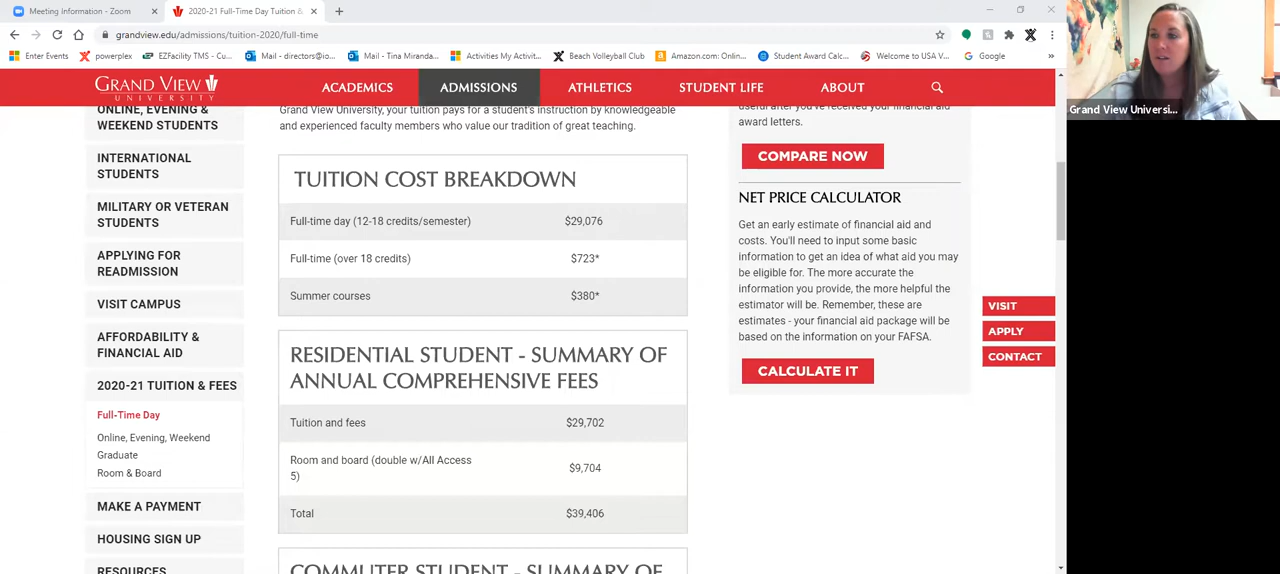 Meeting Information - Zoom
2020-21 Full-Time Day Tuition &
grandview.edu/admissions/tuition-2020/full-time
Enter Events
powerplex
EZFacility TMS - Cu...
Mail - directors@io...
Mail - Tina Miranda...
Activities My Activit...
Beach Volleyball Club
Amazon.com: Onlin...
Student Award Calc...
Welcome to USA V...
Google
GRAND VIEW
UNIVERSITY
ACADEMICS
ADMISSIONS
ATHLETICS
STUDENT LIFE
ABOUT
Grand View Universi...
ONLINE, EVENING &
WEEKEND STUDENTS
INTERNATIONAL
STUDENTS
MILITARY OR VETERAN
STUDENTS
APPLYING FOR
READMISSION
VISIT CAMPUS
AFFORDABILITY &
FINANCIAL AID
2020-21 TUITION & FEES
Full-Time Day
Online, Evening, Weekend
Graduate
Room & Board
MAKE A PAYMENT
HOUSING SIGN UP
RESOURCES
Grand View University, your tuition pays for a student's instruction by knowledgeable
and experienced faculty members who value our tradition of great teaching.
TUITION COST BREAKDOWN
Full-time day (12-18 credits/semester) $29,076
Full-time (over 18 credits) $723*
Summer courses $380*
RESIDENTIAL STUDENT - SUMMARY OF
ANNUAL COMPREHENSIVE FEES
Tuition and fees $29,702
Room and board (double w/All Access
5) $9,704
Total $39,406
COMMUTER STUDENT - SUMMARY OF
useful after you've received your financial aid
award letters.
COMPARE NOW
NET PRICE CALCULATOR
Get an early estimate of financial aid and
costs. You'll need to input some basic
information to get an idea of what aid you may
be eligible for. The more accurate the
information you provide, the more helpful the
estimator will be. Remember, these are
estimates - your financial aid package will be
based on the information on your FAFSA.
CALCULATE IT
VISIT
APPLY
CONTACT